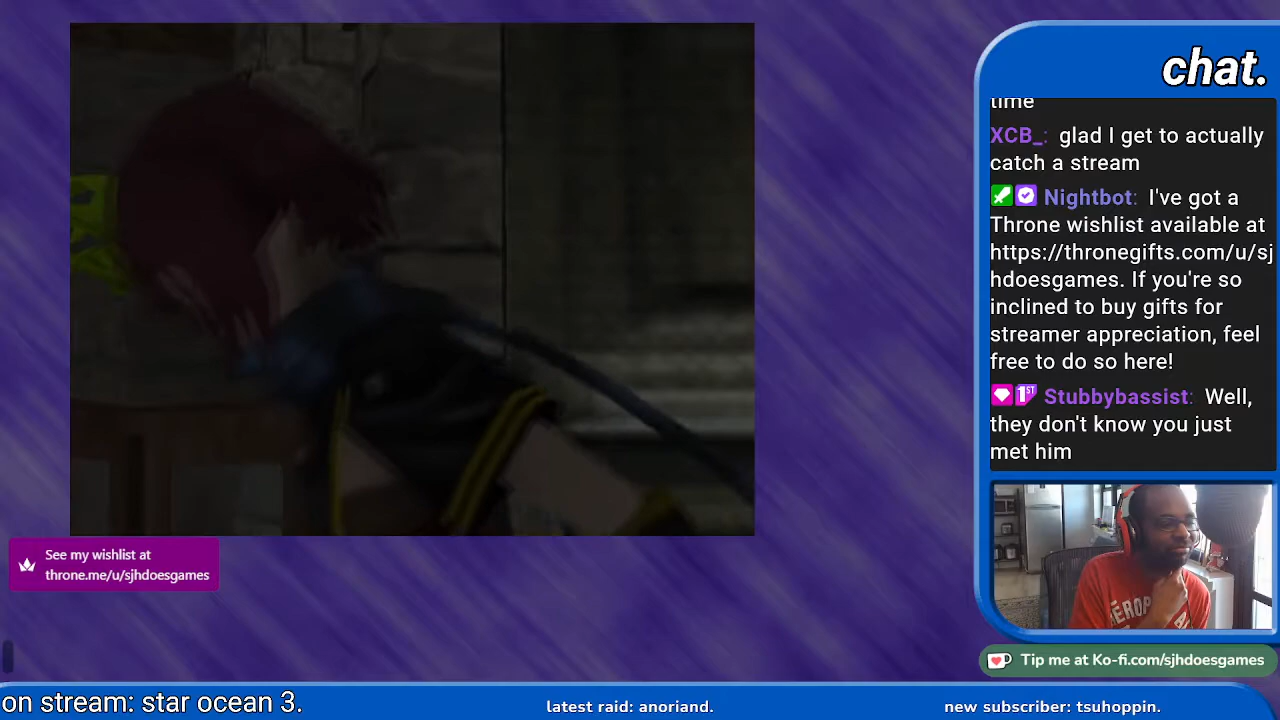 chat.
time
XCB_: glad I get to actually
catch a stream
Nightbot: I've got a
Throne wishlist available at
https://thronegifts.com/u/sj
hdoesgames. If you're so
inclined to buy gifts for
streamer appreciation, feel
free to do so here!
1ST Stubbybassist: Well,
they don't know you just
met him
See my wishlist at
throne.me/u/sjhdoesgames
Tip me at Ko-fi.com/sjhdoesgames
on stream: star ocean 3.
latest raid: anoriand.
new subscriber: tsuhoppin.